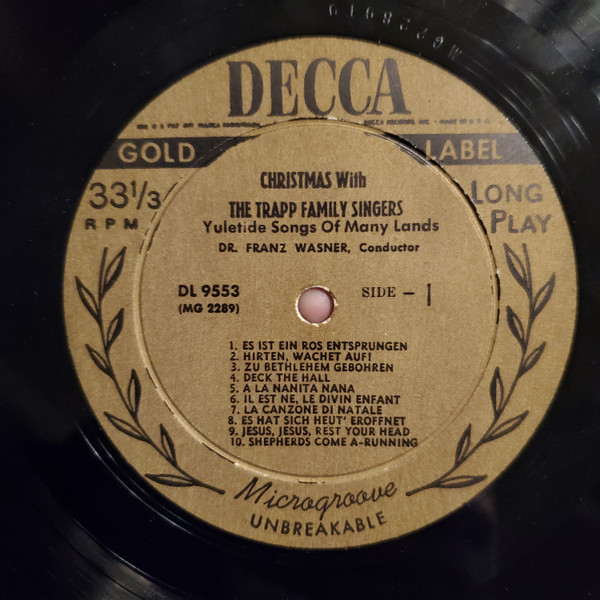 MG2289 19
DECCA
GOLD LABEL
33 1/3 RPM
LONG PLAY
CHRISTMAS With
THE TRAPP FAMILY SINGERS
Yuletide Songs Of Many Lands
DR. FRANZ WASNER, Conductor
DL 9553
(MG 2289)
SIDE - 1
1. ES IST EIN ROS ENTSPRUNGEN
2. HIRTEN, WACHET AUF!
3. ZU BETHLEHEM GEBOHREN
4. DECK THE HALL
5. A LA NANITA NANA
6. IL EST NE, LE DIVIN ENFANT
7. LA CANZONE DI NATALE
8. ES HAT SICH HEUT' EROFFNET
9. JESUS, JESUS, REST YOUR HEAD
10. SHEPHERDS COME A-RUNNING
Microgroove
UNBREAKABLE